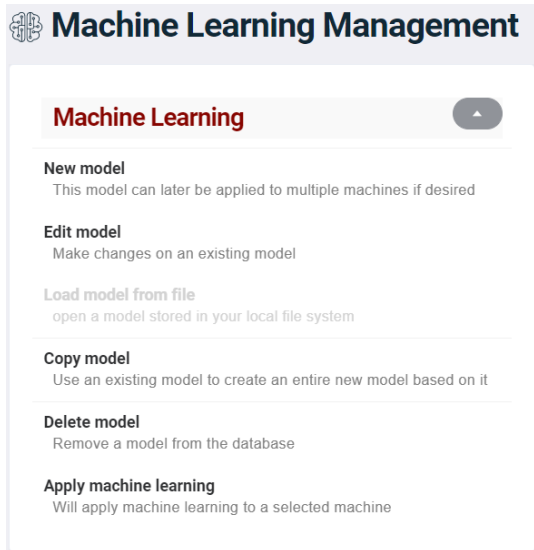 Machine Learning Management
Machine Learning
New model
This model can later be applied to multiple machines if desired
Edit model
Make changes on an existing model
Load model from file
open a model stored in your local file system
Copy model
Use an existing model to create an entire new model based on it
Delete model
Remove a model from the database
Apply machine learning
Will apply machine learning to a selected machine